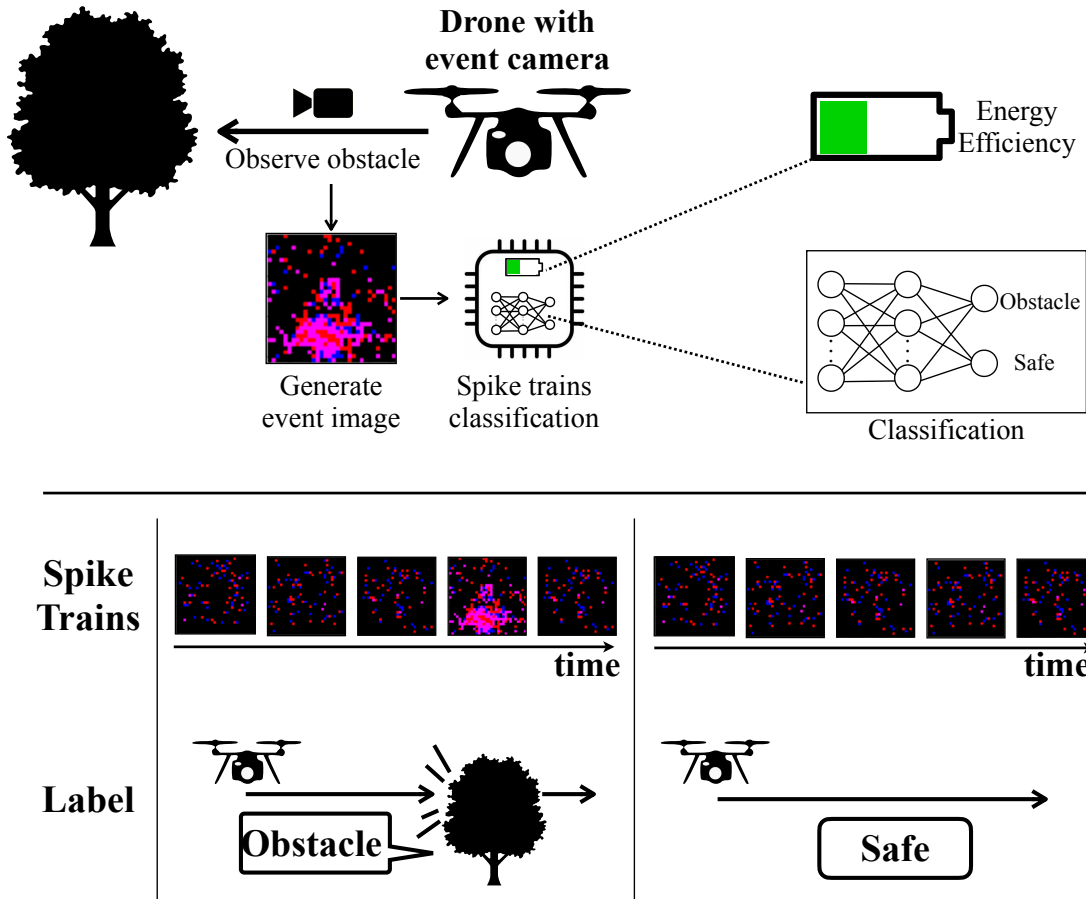 Drone with
event camera
Observe obstacle
Energy
Efficiency
Generate
event image
Spike trains
classification
Obstacle
Safe
Classification
Spike
Trains
time
time
Label
Obstacle
Safe